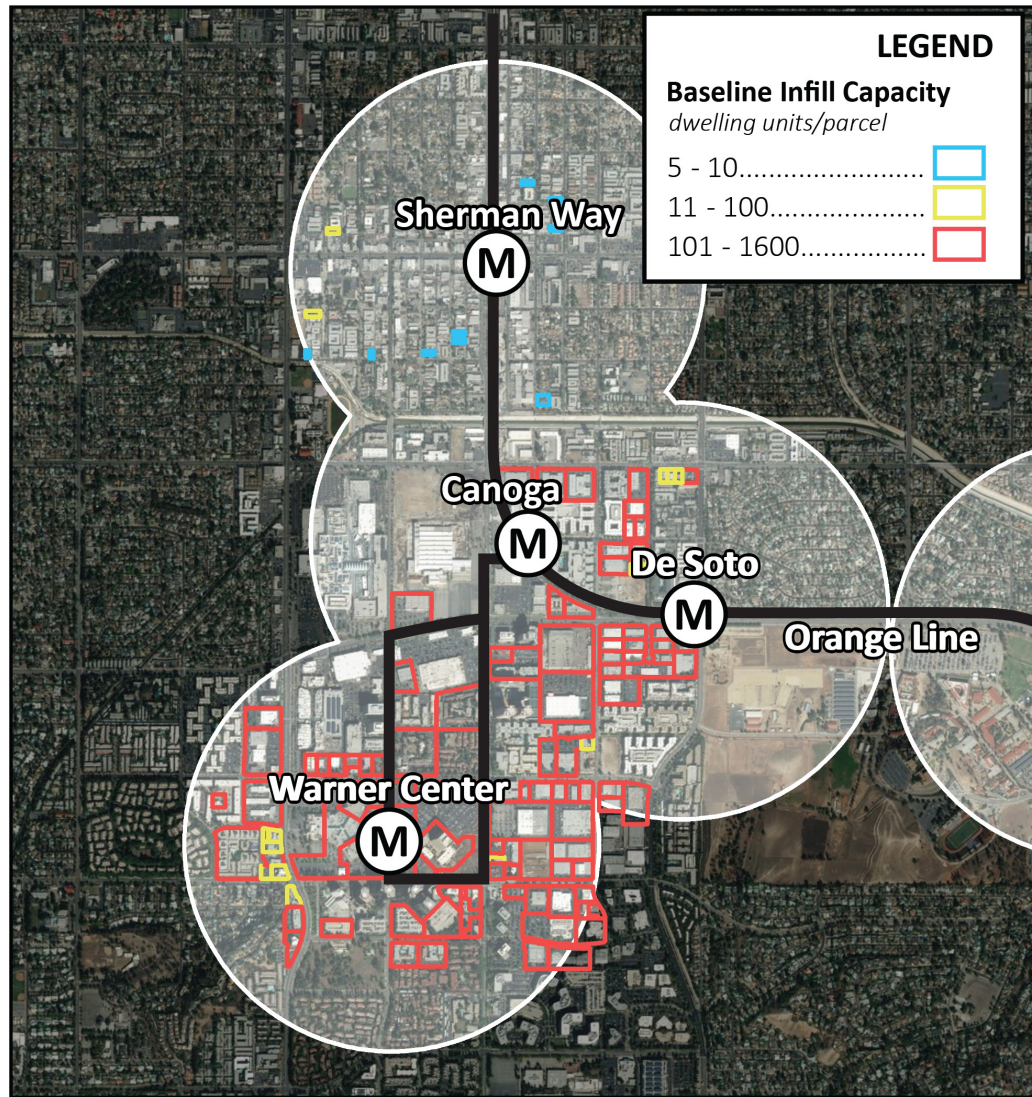 LEGEND
Baseline Infill Capacity
dwelling units/parcel
5 - 10.......................
11 - 100.....................
101 - 1600..................
Sherman Way
M
Canoga
M
De Soto
M
Orange Line
Warner Center
M